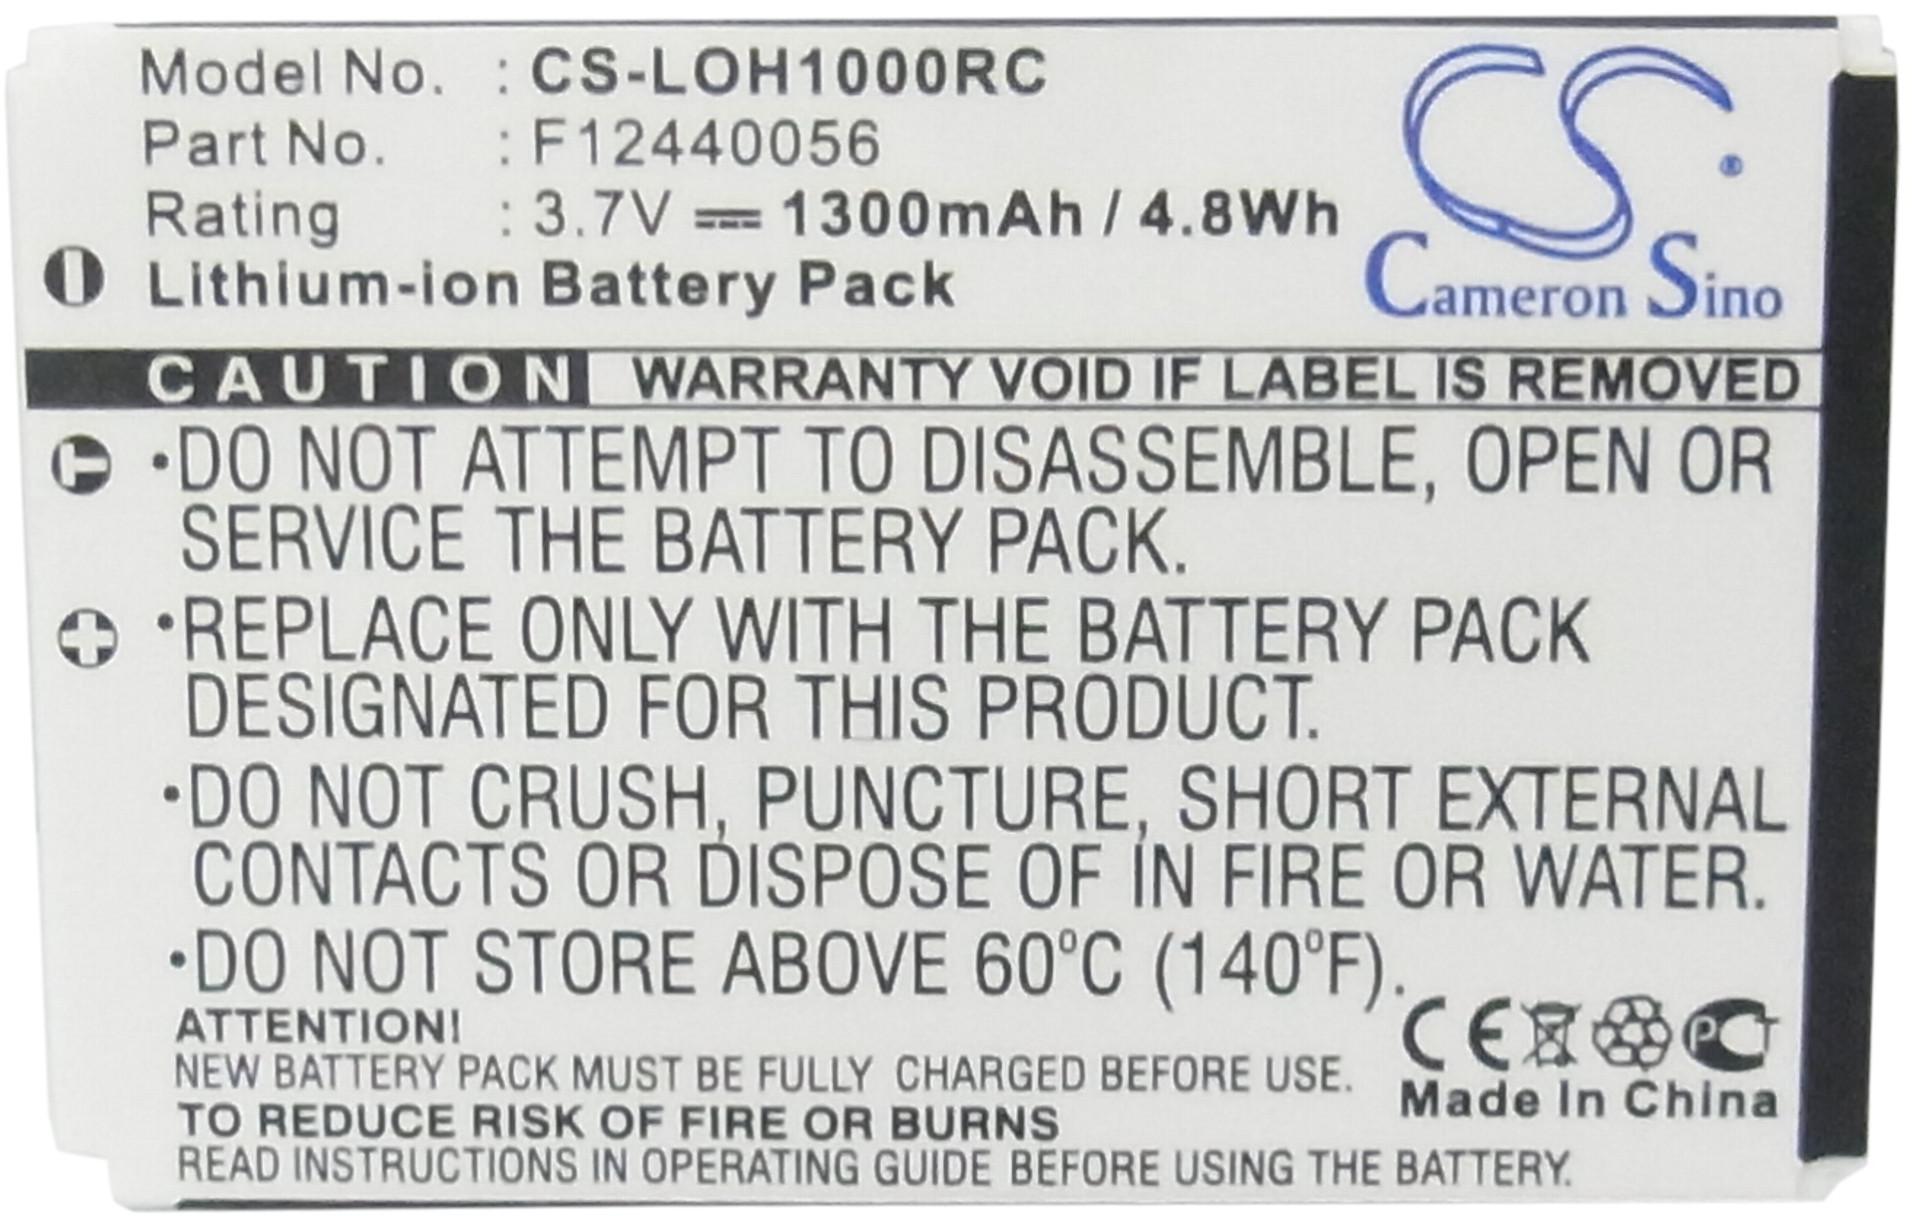 Model No. : CS-LOH1000RC
Part No. : F12440056
Rating : 3.7V 1300mAh / 4.8Wh
Lithium-ion Battery Pack
CS®
Cameron Sino
CAUTION WARRANTY VOID IF LABEL IS REMOVED
•DO NOT ATTEMPT TO DISASSEMBLE, OPEN OR
SERVICE THE BATTERY PACK.
•REPLACE ONLY WITH THE BATTERY PACK
DESIGNATED FOR THIS PRODUCT.
•DO NOT CRUSH, PUNCTURE, SHORT EXTERNAL
CONTACTS OR DISPOSE OF IN FIRE OR WATER.
•DO NOT STORE ABOVE 60°C (140°F).
ATTENTION!
NEW BATTERY PACK MUST BE FULLY CHARGED BEFORE USE.
TO REDUCE RISK OF FIRE OR BURNS
READ INSTRUCTIONS IN OPERATING GUIDE BEFORE USING THE BATTERY.
CE PCT
Made In China